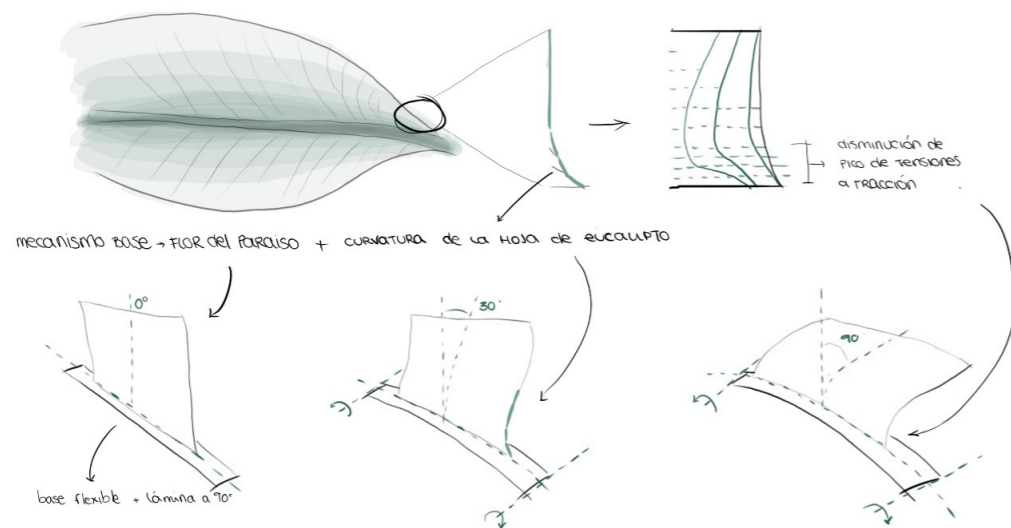 disminución de
pico de tensiones
a tracción
mecanismo base → Flor del Paraiso + curvatura de la hoja de eucalipto
0°
30°
90
base flexible + lámina a 90°